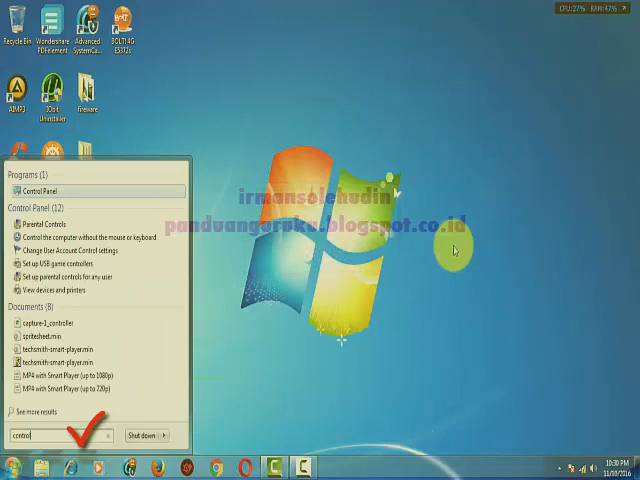 CPU:27% RAM:47%
Recycle Bin
Wondershare PDFelement
Advanced SystemCa...
BOLT! 4G E5372s
AIMP3
IObit Uninstaller
fireware
Programs (1)
Control Panel
Control Panel (12)
Parental Controls
Control the computer without the mouse or keyboard
Change User Account Control settings
Set up USB game controllers
Set up parental controls for any user
View devices and printers
Documents (8)
capture-1_controller
spritesheet.min
techsmith-smart-player.min
techsmith-smart-player.min
MP4 with Smart Player (up to 1080p)
MP4 with Smart Player (up to 720p)
See more results
control
Shut down
irmansolehudin
panduanguruku.blogspot.co.id
10:30 PM